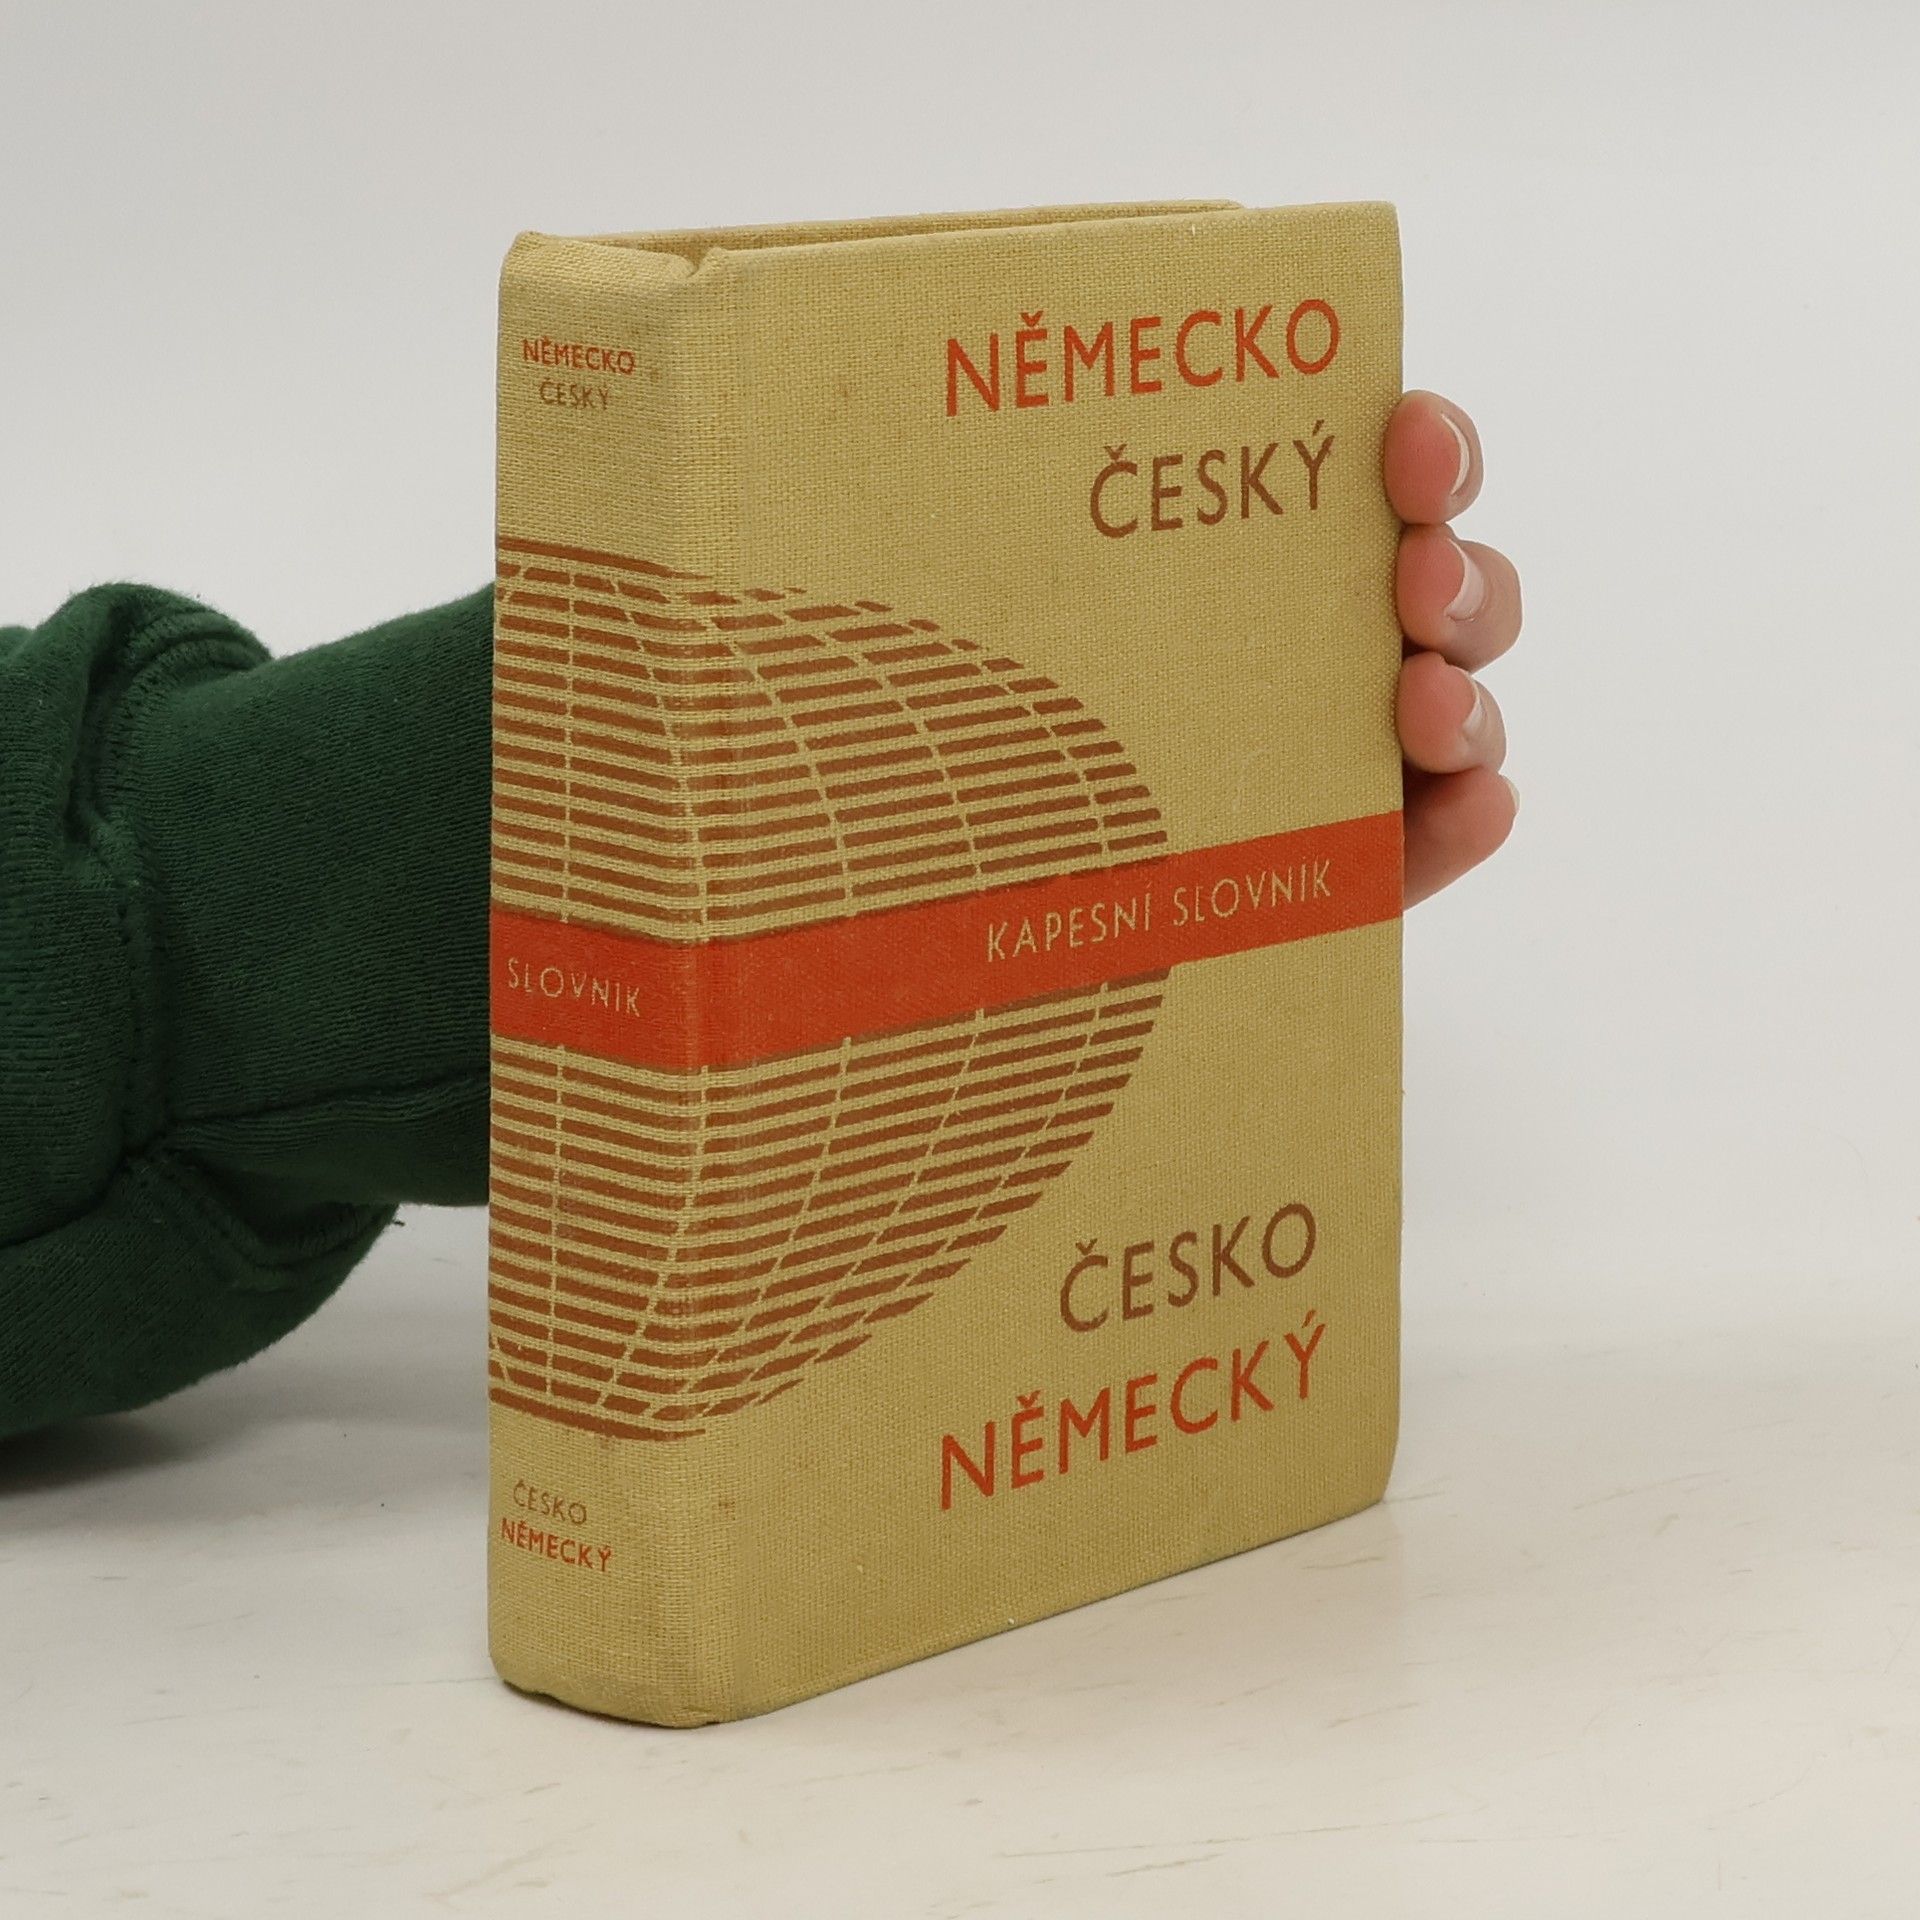 NĚMECKO
ČESKÝ
SLOVNÍK
ČESKO
NĚMECKÝ
NĚMECKO
ČESKÝ
KAPESNÍ SLOVNÍK
ČESKO
NĚMECKÝ